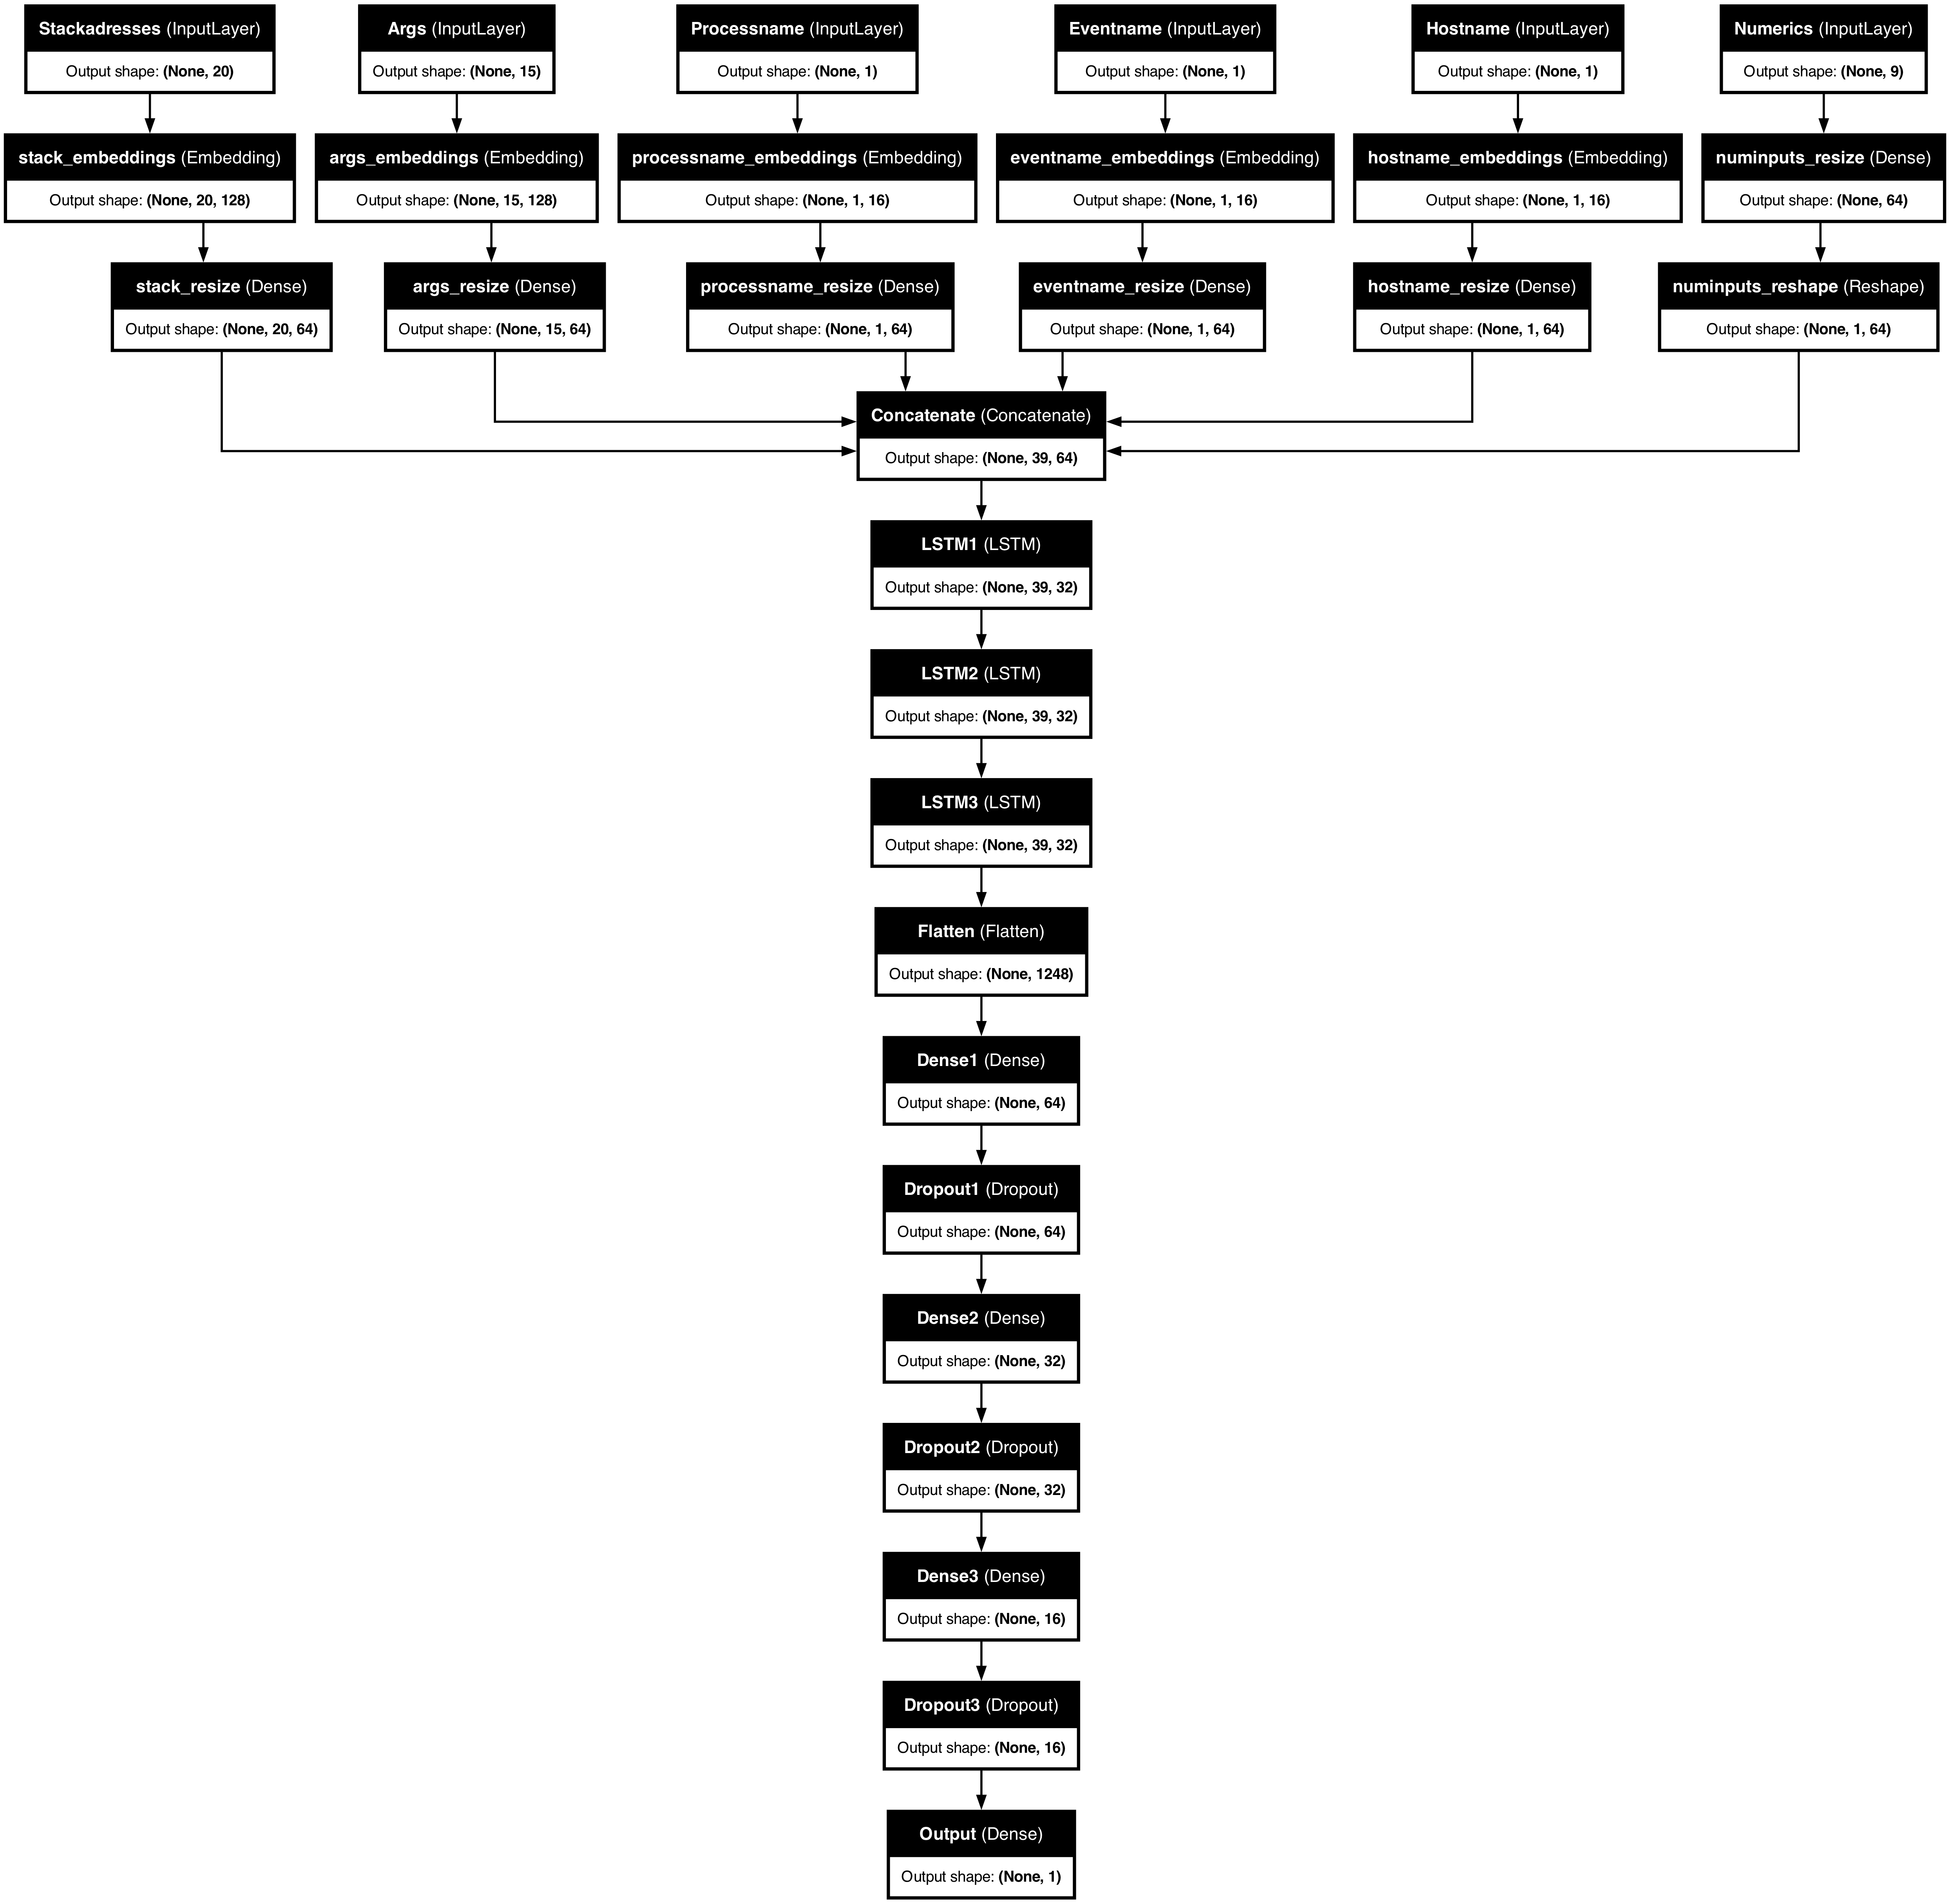 Stackadresses (InputLayer)
Output shape: (None, 20)
Args (InputLayer)
Output shape: (None, 15)
Processname (InputLayer)
Output shape: (None, 1)
Eventname (InputLayer)
Output shape: (None, 1)
Hostname (InputLayer)
Output shape: (None, 1)
Numerics (InputLayer)
Output shape: (None, 9)
stack_embeddings (Embedding)
Output shape: (None, 20, 128)
args_embeddings (Embedding)
Output shape: (None, 15, 128)
processname_embeddings (Embedding)
Output shape: (None, 1, 16)
eventname_embeddings (Embedding)
Output shape: (None, 1, 16)
hostname_embeddings (Embedding)
Output shape: (None, 1, 16)
numinputs_resize (Dense)
Output shape: (None, 64)
stack_resize (Dense)
Output shape: (None, 20, 64)
args_resize (Dense)
Output shape: (None, 15, 64)
processname_resize (Dense)
Output shape: (None, 1, 64)
eventname_resize (Dense)
Output shape: (None, 1, 64)
hostname_resize (Dense)
Output shape: (None, 1, 64)
numinputs_reshape (Reshape)
Output shape: (None, 1, 64)
Concatenate (Concatenate)
Output shape: (None, 39, 64)
LSTM1 (LSTM)
Output shape: (None, 39, 32)
LSTM2 (LSTM)
Output shape: (None, 39, 32)
LSTM3 (LSTM)
Output shape: (None, 39, 32)
Flatten (Flatten)
Output shape: (None, 1248)
Dense1 (Dense)
Output shape: (None, 64)
Dropout1 (Dropout)
Output shape: (None, 64)
Dense2 (Dense)
Output shape: (None, 32)
Dropout2 (Dropout)
Output shape: (None, 32)
Dense3 (Dense)
Output shape: (None, 16)
Dropout3 (Dropout)
Output shape: (None, 16)
Output (Dense)
Output shape: (None, 1)